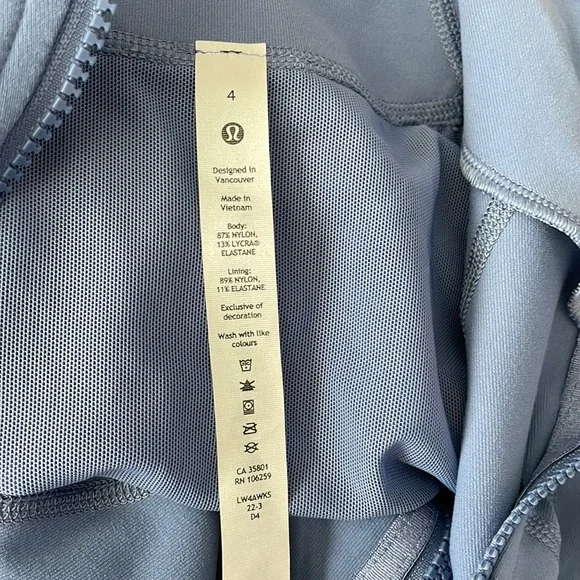 4
Designed in
Vancouver
Made in
Vietnam
Body:
87% NYLON,
13% LYCRA®
ELASTANE
Lining:
89% NYLON,
11% ELASTANE
Exclusive of
decoration
Wash with like
colours
CA 35801
RN 106259
LW4AWKS
22-3
D4